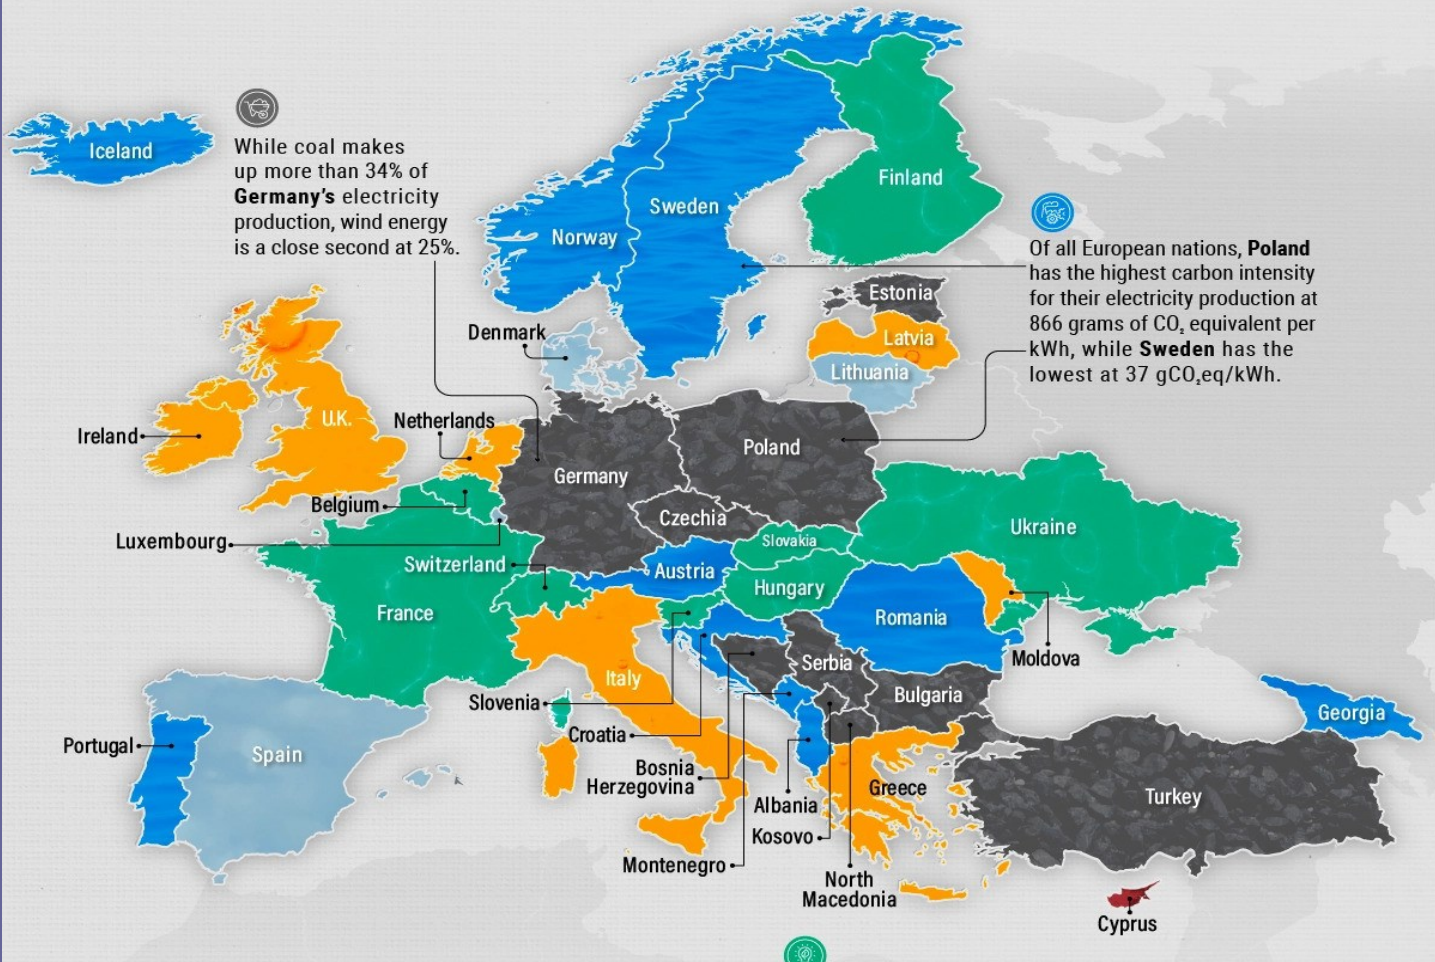 Iceland
While coal makes
up more than 34% of
Germany's electricity
production, wind energy
is a close second at 25%.
Finland
Sweden
Norway
Of all European nations, Poland
has the highest carbon intensity
for their electricity production at
866 grams of CO₂ equivalent per
kWh, while Sweden has the
lowest at 37 gCO₂eq/kWh.
Estonia
Denmark
Latvia
Lithuania
Netherlands
U.K.
Ireland
Poland
Germany
Belgium
Czechia
Ukraine
Luxembourg
Slovakia
Switzerland
Austria
Hungary
France
Romania
Moldova
Serbia
Italy
Bulgaria
Slovenia
Georgia
Croatia
Portugal
Spain
Bosnia
Herzegovina
Greece
Turkey
Albania
Kosovo
Montenegro
North
Macedonia
Cyprus